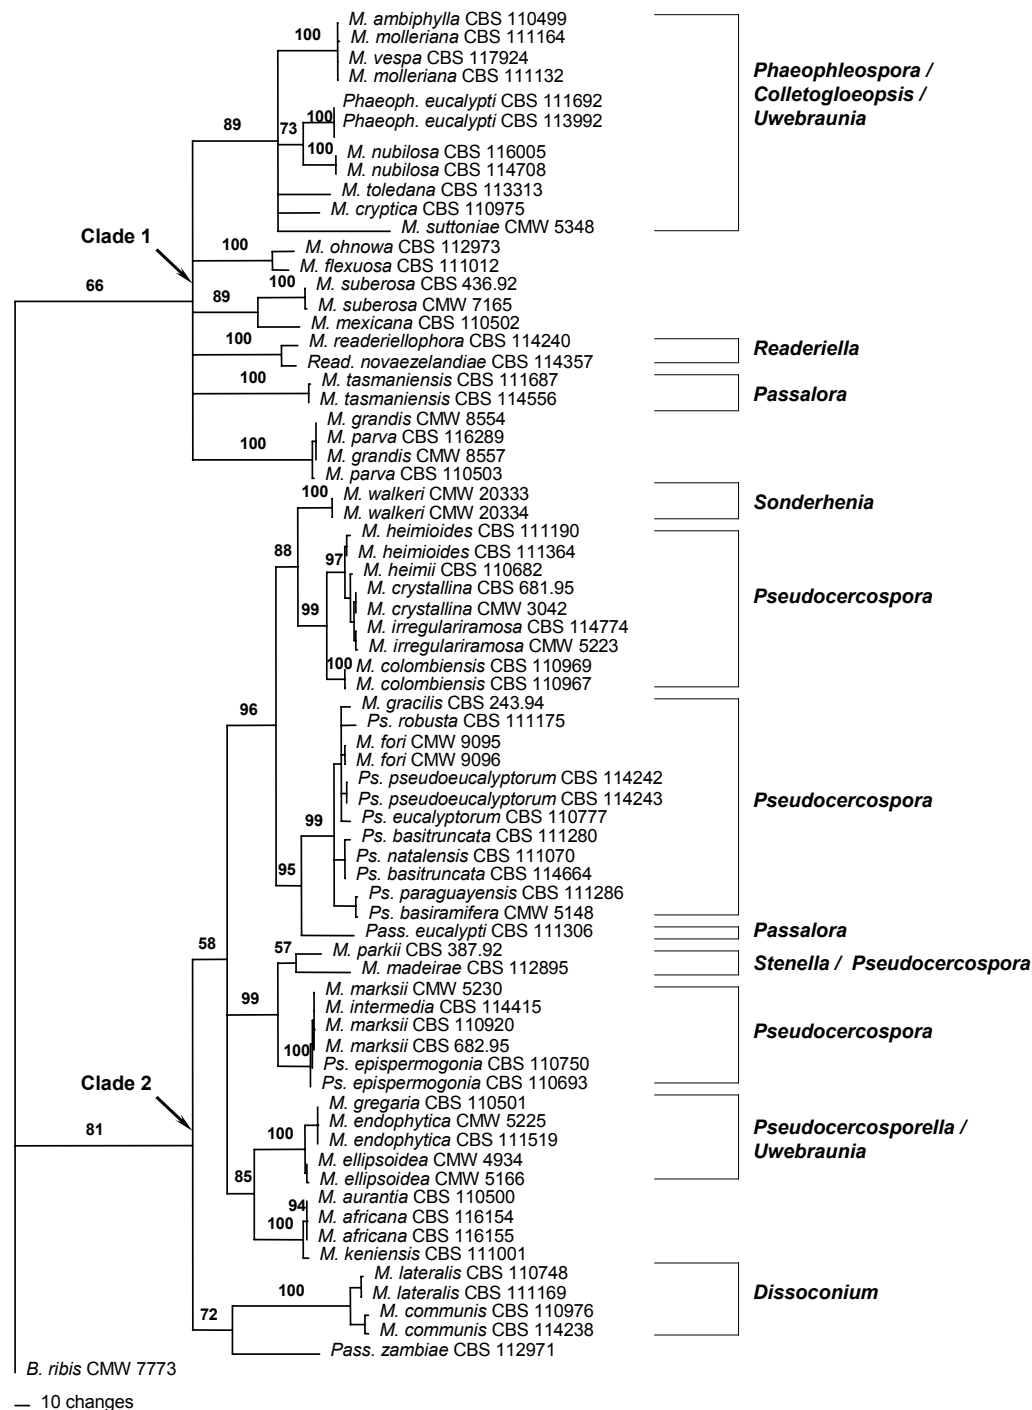 M. ambiphylla CBS 110499
100
M. molleriana CBS 111164
M. vespa CBS 117924
M. molleriana CBS 111132
Phaeophleospora /
Colletogloeopsis /
Uwebraunia
Phaeoph. eucalypti CBS 111692
100
Phaeoph. eucalypti CBS 113992
89
73
100
M. nubilosa CBS 116005
M. nubilosa CBS 114708
M. toledana CBS 113313
M. cryptica CBS 110975
M. suttoniae CMW 5348
Clade 1
100
M. ohnowa CBS 112973
M. flexuosa CBS 111012
66
100
M. suberosa CBS 436.92
89
M. suberosa CMW 7165
M. mexicana CBS 110502
100
M. readeriellophora CBS 114240
Read. novaezelandiae CBS 114357
Readeriella
100
M. tasmaniensis CBS 111687
M. tasmaniensis CBS 114556
Passalora
M. grandis CMW 8554
M. parva CBS 116289
100
M. grandis CMW 8557
M. parva CBS 110503
100
M. walkeri CMW 20333
M. walkeri CMW 20334
Sonderhenia
88
M. heimioides CBS 111190
97
M. heimioides CBS 111364
M. heimii CBS 110682
M. crystallina CBS 681.95
99
M. crystallina CMW 3042
M. irregulariramosa CBS 114774
M. irregulariramosa CMW 5223
Pseudocercospora
100
M. colombiensis CBS 110969
M. colombiensis CBS 110967
96
M. gracilis CBS 243.94
Ps. robusta CBS 111175
M. fori CMW 9095
M. fori CMW 9096
Ps. pseudoeucalyptorum CBS 114242
Ps. pseudoeucalyptorum CBS 114243
Pseudocercospora
99
Ps. eucalyptorum CBS 110777
Ps. basitruncata CBS 111280
Ps. natalensis CBS 111070
95
Ps. basitruncata CBS 114664
Ps. paraguayensis CBS 111286
Ps. basiramifera CMW 5148
Pass. eucalypti CBS 111306
Passalora
58
57
M. parkii CBS 387.92
M. madeirae CBS 112895
Stenella / Pseudocercospora
99
M. marksii CMW 5230
M. intermedia CBS 114415
M. marksii CBS 110920
M. marksii CBS 682.95
100
Ps. epispermogonia CBS 110750
Ps. epispermogonia CBS 110693
Pseudocercospora
Clade 2
81
M. gregaria CBS 110501
M. endophytica CMW 5225
100
M. endophytica CBS 111519
M. ellipsoidea CMW 4934
M. ellipsoidea CMW 5166
Pseudocercosporella /
Uwebraunia
85
M. aurantia CBS 110500
94
M. africana CBS 116154
100
M. africana CBS 116155
M. keniensis CBS 111001
M. lateralis CBS 110748
100
M. lateralis CBS 111169
M. communis CBS 110976
M. communis CBS 114238
Dissoconium
72
Pass. zambiae CBS 112971
B. ribis CMW 7773
10 changes